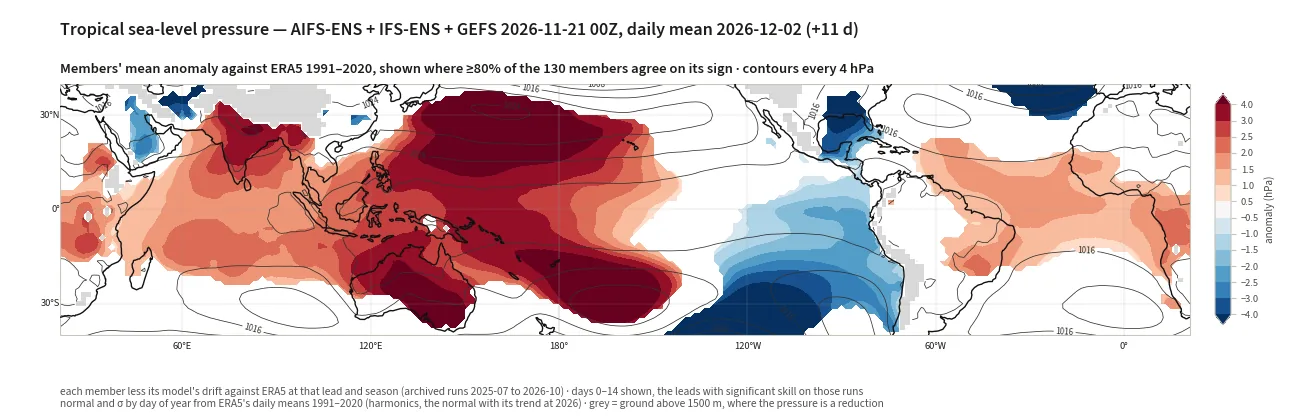 Tropical sea-level pressure — AIFS-ENS + IFS-ENS + GEFS 2026-11-21 00Z, daily mean 2026-12-02 (+11 d)
Members' mean anomaly against ERA5 1991–2020, shown where ≥80% of the 130 members agree on its sign · contours every 4 hPa
30°N
0°
30°S
60°E
120°E
180°
120°W
60°W
0°
1016
1016
1016
1016
1016
1016
1016
4.0
3.0
2.5
2.0
1.5
1.0
0.5
−0.5
−1.0
−1.5
−2.0
−2.5
−3.0
−4.0
anomaly (hPa)
each member less its model's drift against ERA5 at that lead and season (archived runs 2025-07 to 2026-10) · days 0–14 shown, the leads with significant skill on those runs
normal and σ by day of year from ERA5's daily means 1991–2020 (harmonics, the normal with its trend at 2026) · grey = ground above 1500 m, where the pressure is a reduction